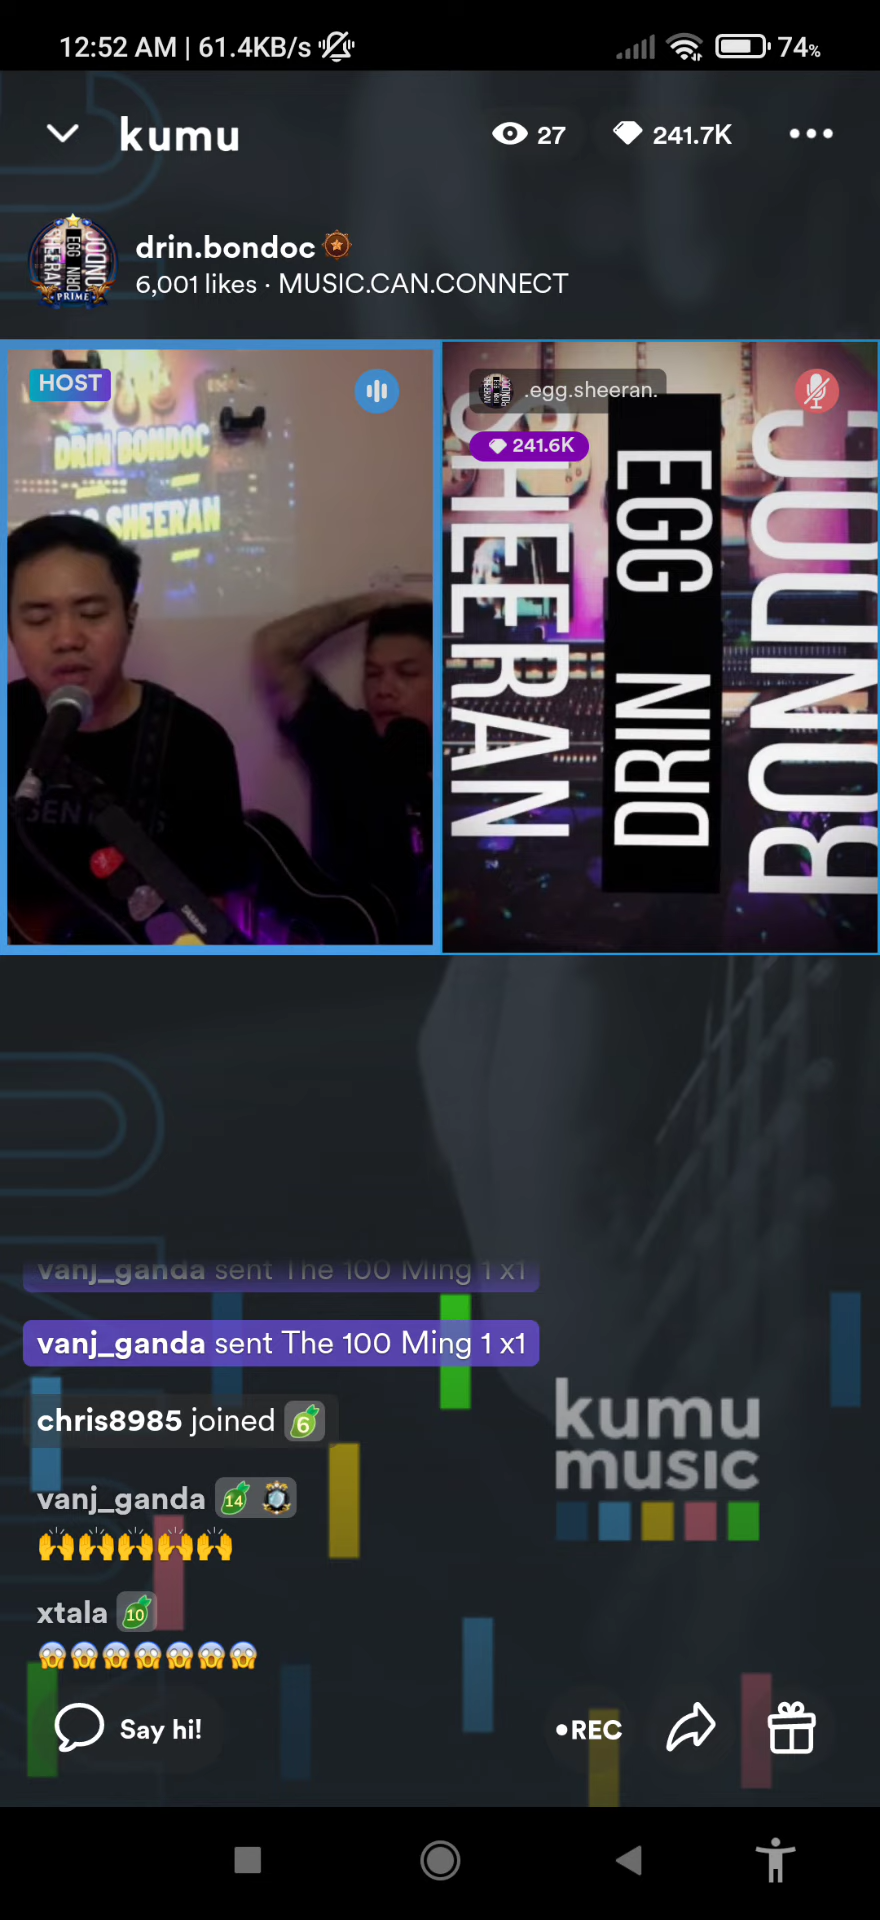 12:52 AM | 61.4KB/s
74%
kumu
27
241.7K
drin.bondoc
6,001 likes · MUSIC.CAN.CONNECT
PRIME
HOST
DRIN BONDOC
SHEERAN
.egg.sheeran.
241.6K
SHEERAN
EGG DRIN
BONDOC
vanj_ganda sent The 100 Ming 1 x1
vanj_ganda sent The 100 Ming 1 x1
chris8985 joined 6
vanj_ganda 14
🙌🙌🙌🙌🙌
xtala 10
😱😱😱😱😱😱😱
kumu
music
Say hi!
•REC